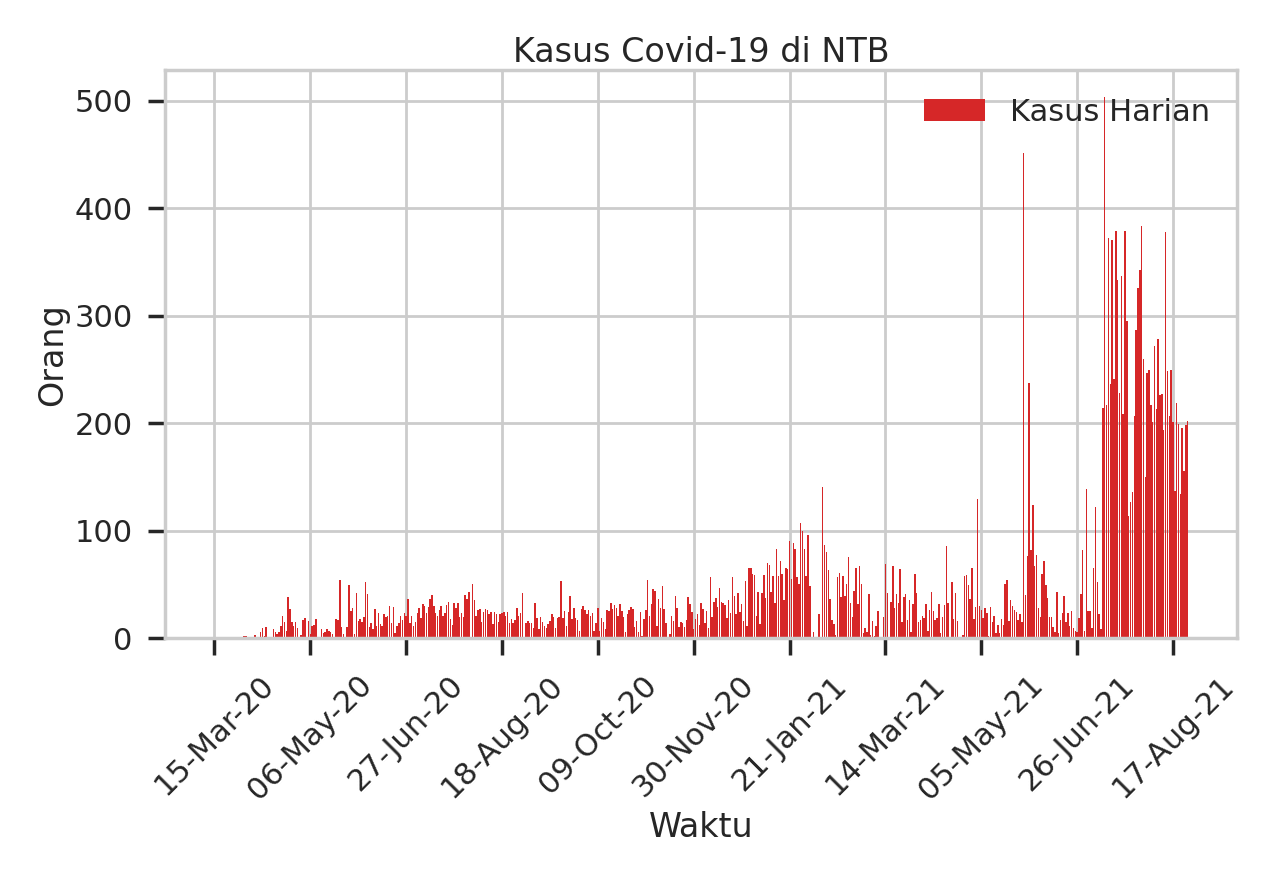 Kasus Covid-19 di NTB
Kasus Harian
Orang
500
400
300
200
100
0
15-Mar-20
06-May-20
27-Jun-20
18-Aug-20
09-Oct-20
30-Nov-20
21-Jan-21
14-Mar-21
05-May-21
26-Jun-21
17-Aug-21
Waktu